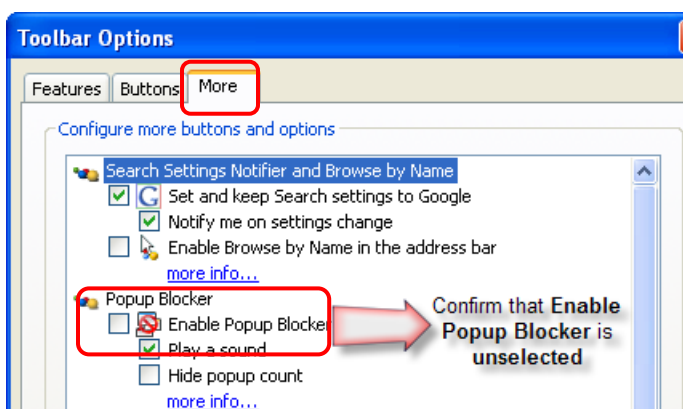 Toolbar Options
Features Buttons More
Configure more buttons and options
Search Settings Notifier and Browse by Name
G Set and keep Search settings to Google
Notify me on settings change
Enable Browse by Name in the address bar
more info...
Popup Blocker
Enable Popup Blocker
Play a sound
Hide popup count
more info...
Confirm that Enable
Popup Blocker is
unselected